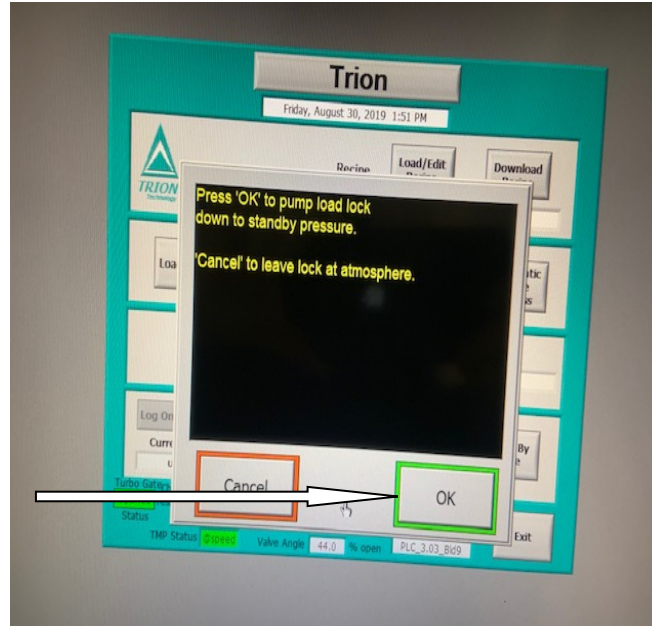 Trion
Friday, August 30, 2019 1:51 PM
Recipe
Load/Edit
Download
TRION
Technology
Press 'OK' to pump load lock
down to standby pressure.
'Cancel' to leave lock at atmosphere.
Log On
Cancel
OK
By
Turbo Gate
Status
TMP Status @speed Valve Angle 44.0 % open PLC_3.03_Bld9
Exit